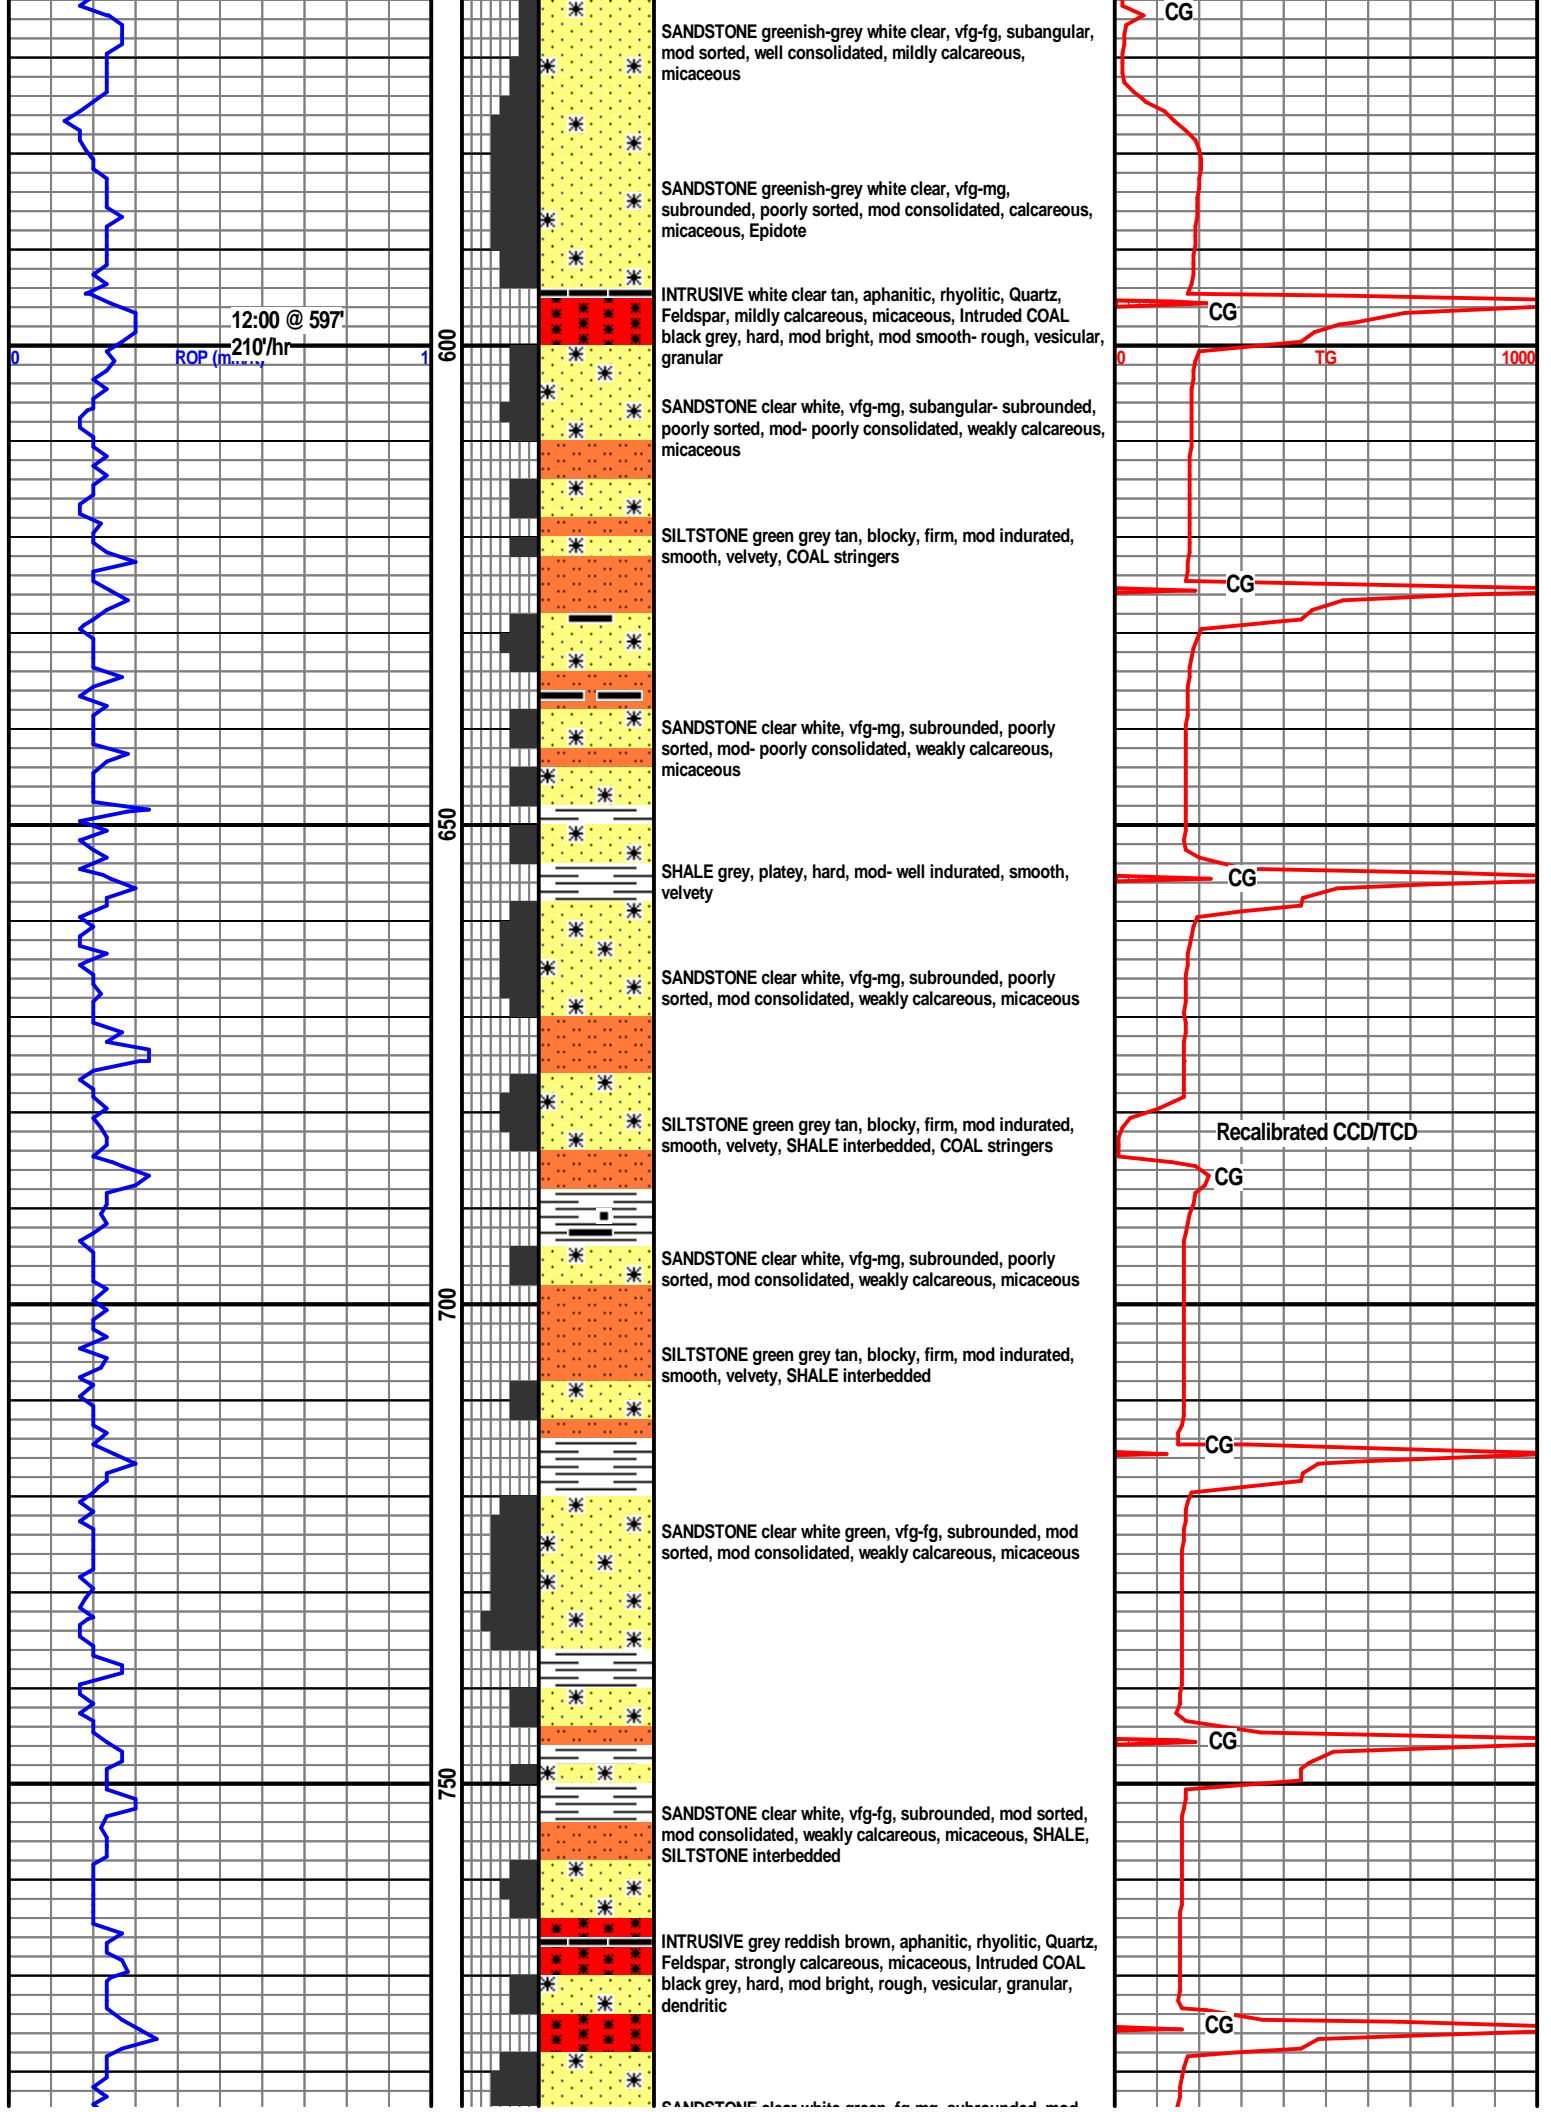 CG
SANDSTONE greenish-grey white clear, vfg-fg, subangular,
mod sorted, well consolidated, mildly calcareous,
micaceous
SANDSTONE greenish-grey white clear, vfg-mg,
subrounded, poorly sorted, mod consolidated, calcareous,
micaceous, Epidote
INTRUSIVE white clear tan, aphanitic, rhyolitic, Quartz,
Feldspar, mildly calcareous, micaceous, Intruded COAL
black grey, hard, mod bright, mod smooth- rough, vesicular,
granular
CG
12:00 @ 597'
210'/hr
0 ROP 1
600
0 TG 1000
SANDSTONE clear white, vfg-mg, subangular- subrounded,
poorly sorted, mod- poorly consolidated, weakly calcareous,
micaceous
SILTSTONE green grey tan, blocky, firm, mod indurated,
smooth, velvety, COAL stringers
CG
SANDSTONE clear white, vfg-mg, subrounded, poorly
sorted, mod- poorly consolidated, weakly calcareous,
micaceous
650
SHALE grey, platey, hard, mod- well indurated, smooth,
velvety
CG
SANDSTONE clear white, vfg-mg, subrounded, poorly
sorted, mod consolidated, weakly calcareous, micaceous
SILTSTONE green grey tan, blocky, firm, mod indurated,
smooth, velvety, SHALE interbedded, COAL stringers
Recalibrated CCD/TCD
CG
SANDSTONE clear white, vfg-mg, subrounded, poorly
sorted, mod consolidated, weakly calcareous, micaceous
700
SILTSTONE green grey tan, blocky, firm, mod indurated,
smooth, velvety, SHALE interbedded
CG
SANDSTONE clear white green, vfg-fg, subrounded, mod
sorted, mod consolidated, weakly calcareous, micaceous
CG
750
SANDSTONE clear white, vfg-fg, subrounded, mod sorted,
mod consolidated, weakly calcareous, micaceous, SHALE,
SILTSTONE interbedded
INTRUSIVE grey reddish brown, aphanitic, rhyolitic, Quartz,
Feldspar, strongly calcareous, micaceous, Intruded COAL
black grey, hard, mod bright, rough, vesicular, granular,
dendritic
CG
SANDSTONE clear white green, fg-mg, subrounded, mod